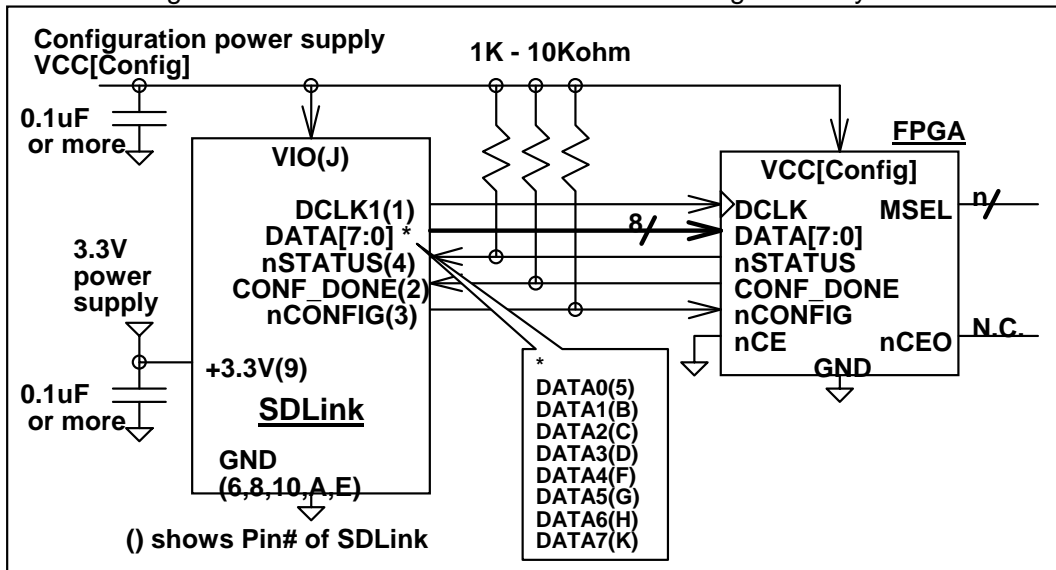 Configuration power supply
VCC[Config]
1K - 10Kohm
0.1uF
or more
FPGA
VIO(J)
VCC[Config]
DCLK1(1)
DATA[7:0] *
nSTATUS(4)
CONF_DONE(2)
nCONFIG(3)
8/
DCLK
MSEL
n/
DATA[7:0]
nSTATUS
CONF_DONE
nCONFIG
nCE
nCEO
N.C.
GND
3.3V
power
supply
+3.3V(9)
0.1uF
or more
SDLink
GND
(6,8,10,A,E)
*
DATA0(5)
DATA1(B)
DATA2(C)
DATA3(D)
DATA4(F)
DATA5(G)
DATA6(H)
DATA7(K)
() shows Pin# of SDLink